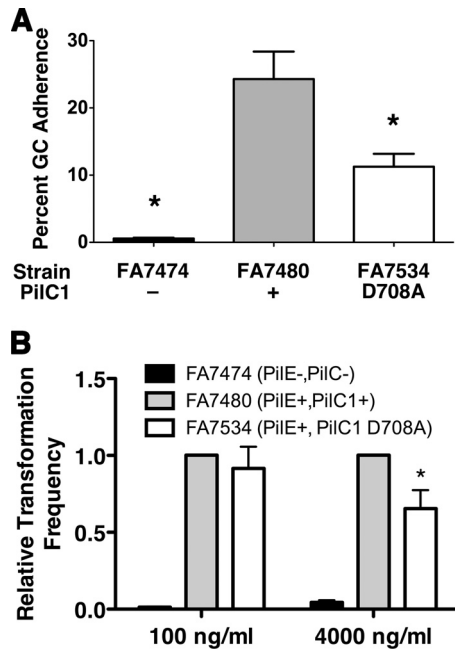 A
Percent GC Adherence
30
20
10
0
*
*
Strain FA7474 FA7480 FA7534
PilC1 – + D708A
B
FA7474 (PilE-,PilC-)
FA7480 (PilE+,PilC1+)
FA7534 (PilE+, PilC1 D708A)
Relative Transformation
Frequency
1.5
1.0
0.5
0.0
*
100 ng/ml 4000 ng/ml